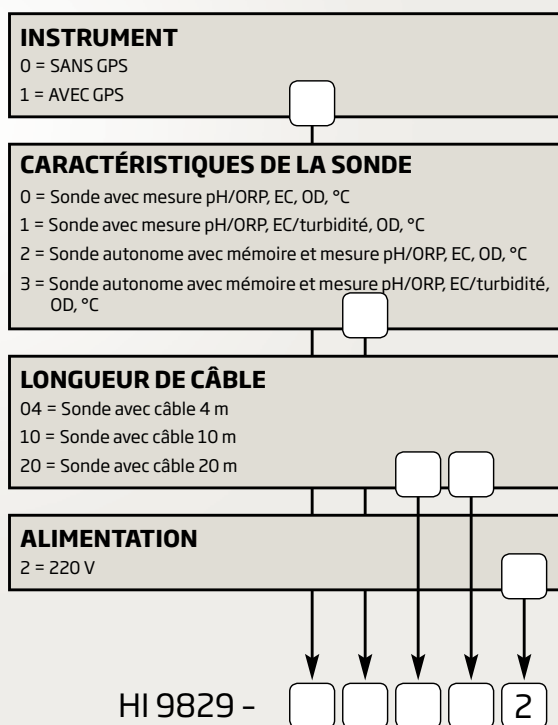 INSTRUMENT
0 = SANS GPS
1 = AVEC GPS
CARACTÉRISTIQUES DE LA SONDE
0 = Sonde avec mesure pH/ORP, EC, OD, °C
1 = Sonde avec mesure pH/ORP, EC/turbidité, OD, °C
2 = Sonde autonome avec mémoire et mesure pH/ORP, EC, OD, °C
3 = Sonde autonome avec mémoire et mesure pH/ORP, EC/turbidité,
OD, °C
LONGUEUR DE CÂBLE
04 = Sonde avec câble 4 m
10 = Sonde avec câble 10 m
20 = Sonde avec câble 20 m
ALIMENTATION
2 = 220 V
HI 9829 - 2